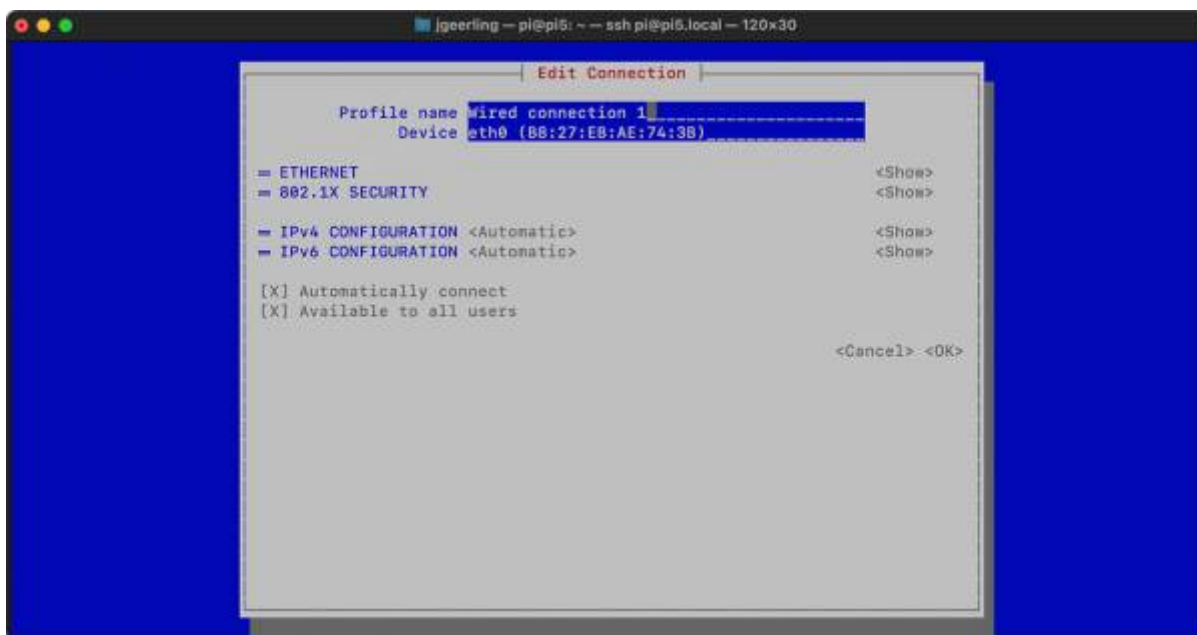 jgeerling — pi@pi5: ~ — ssh pi@pi5.local — 120×30
Edit Connection
Profile name Wired connection 1
Device eth0 (B8:27:EB:AE:74:3B)
= ETHERNET <Show>
= 802.1X SECURITY <Show>
= IPv4 CONFIGURATION <Automatic> <Show>
= IPv6 CONFIGURATION <Automatic> <Show>
[X] Automatically connect
[X] Available to all users
<Cancel> <OK>